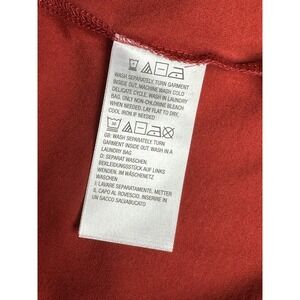 WASH SEPARATELY TURN GARMENT
INSIDE OUT, MACHINE WASH COLD
DELICATE CYCLE, WASH IN LAUNDRY
BAG, ONLY NON-CHLORINE BLEACH
WHEN NEEDED, LAY FLAT TO DRY,
COOL IRON IF NEEDED
GB: WASH SEPARATELY TURN
GARMENT INSIDE OUT, WASH IN A
LAUNDRY BAG
D: SEPARAT WASCHEN,
BEKLEIDUNGSSTÜCK AUF LINKS
WENDEN, IM WÄSCHENETZ
WASCHEN
I: LAVARE SEPARATAMENTE, METTER
IL CAPO AL ROVESCIO, INSERIRE IN
UN SACCO SALVABUCATO